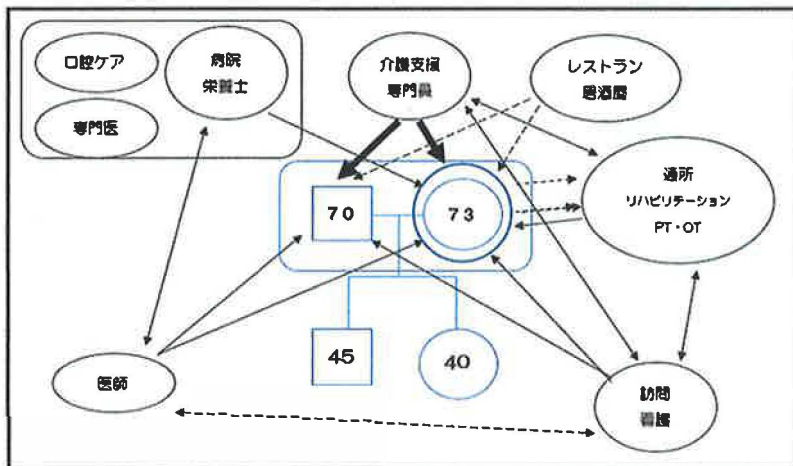 口腔ケア
専門医
病院
栄養士
介護支援
専門員
レストラン
居酒屋
通所
リハビリテーション
PT・OT
70
73
45
40
医師
訪問
看護